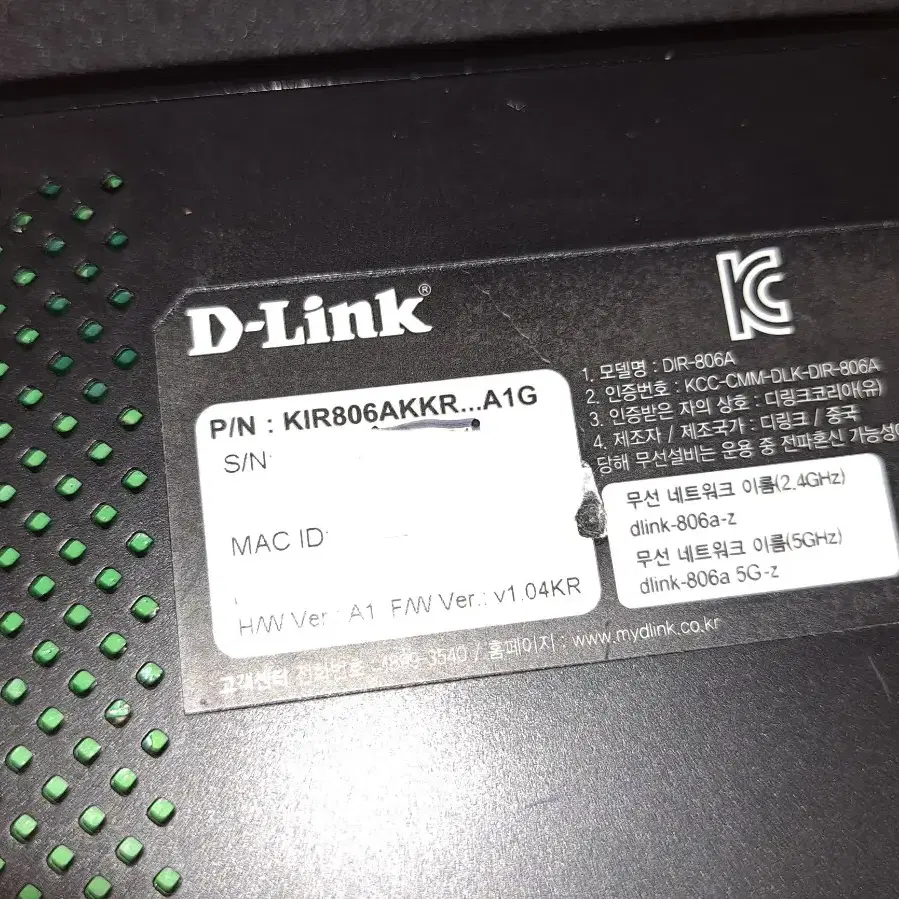 D-Link®
P/N : KIR806AKKR...A1G
S/N
MAC ID
H/W Ver.: A1 F/W Ver.: v1.04KR
1. 모델명 : DIR-806A
2. 인증번호 : KCC-CMM-DLK-DIR-806A
3. 인증받은 자의 상호 : 디링크코리아(유)
4. 제조자 / 제조국가 : 디링크 / 중국
당해 무선설비는 운용 중 전파혼신 가능성이
무선 네트워크 이름(2.4GHz)
dlink-806a-z
무선 네트워크 이름(5GHz)
dlink-806a 5G-z
고객센터 전화번호 : 1899-3540 / 홈페이지 : www.mydlink.co.kr